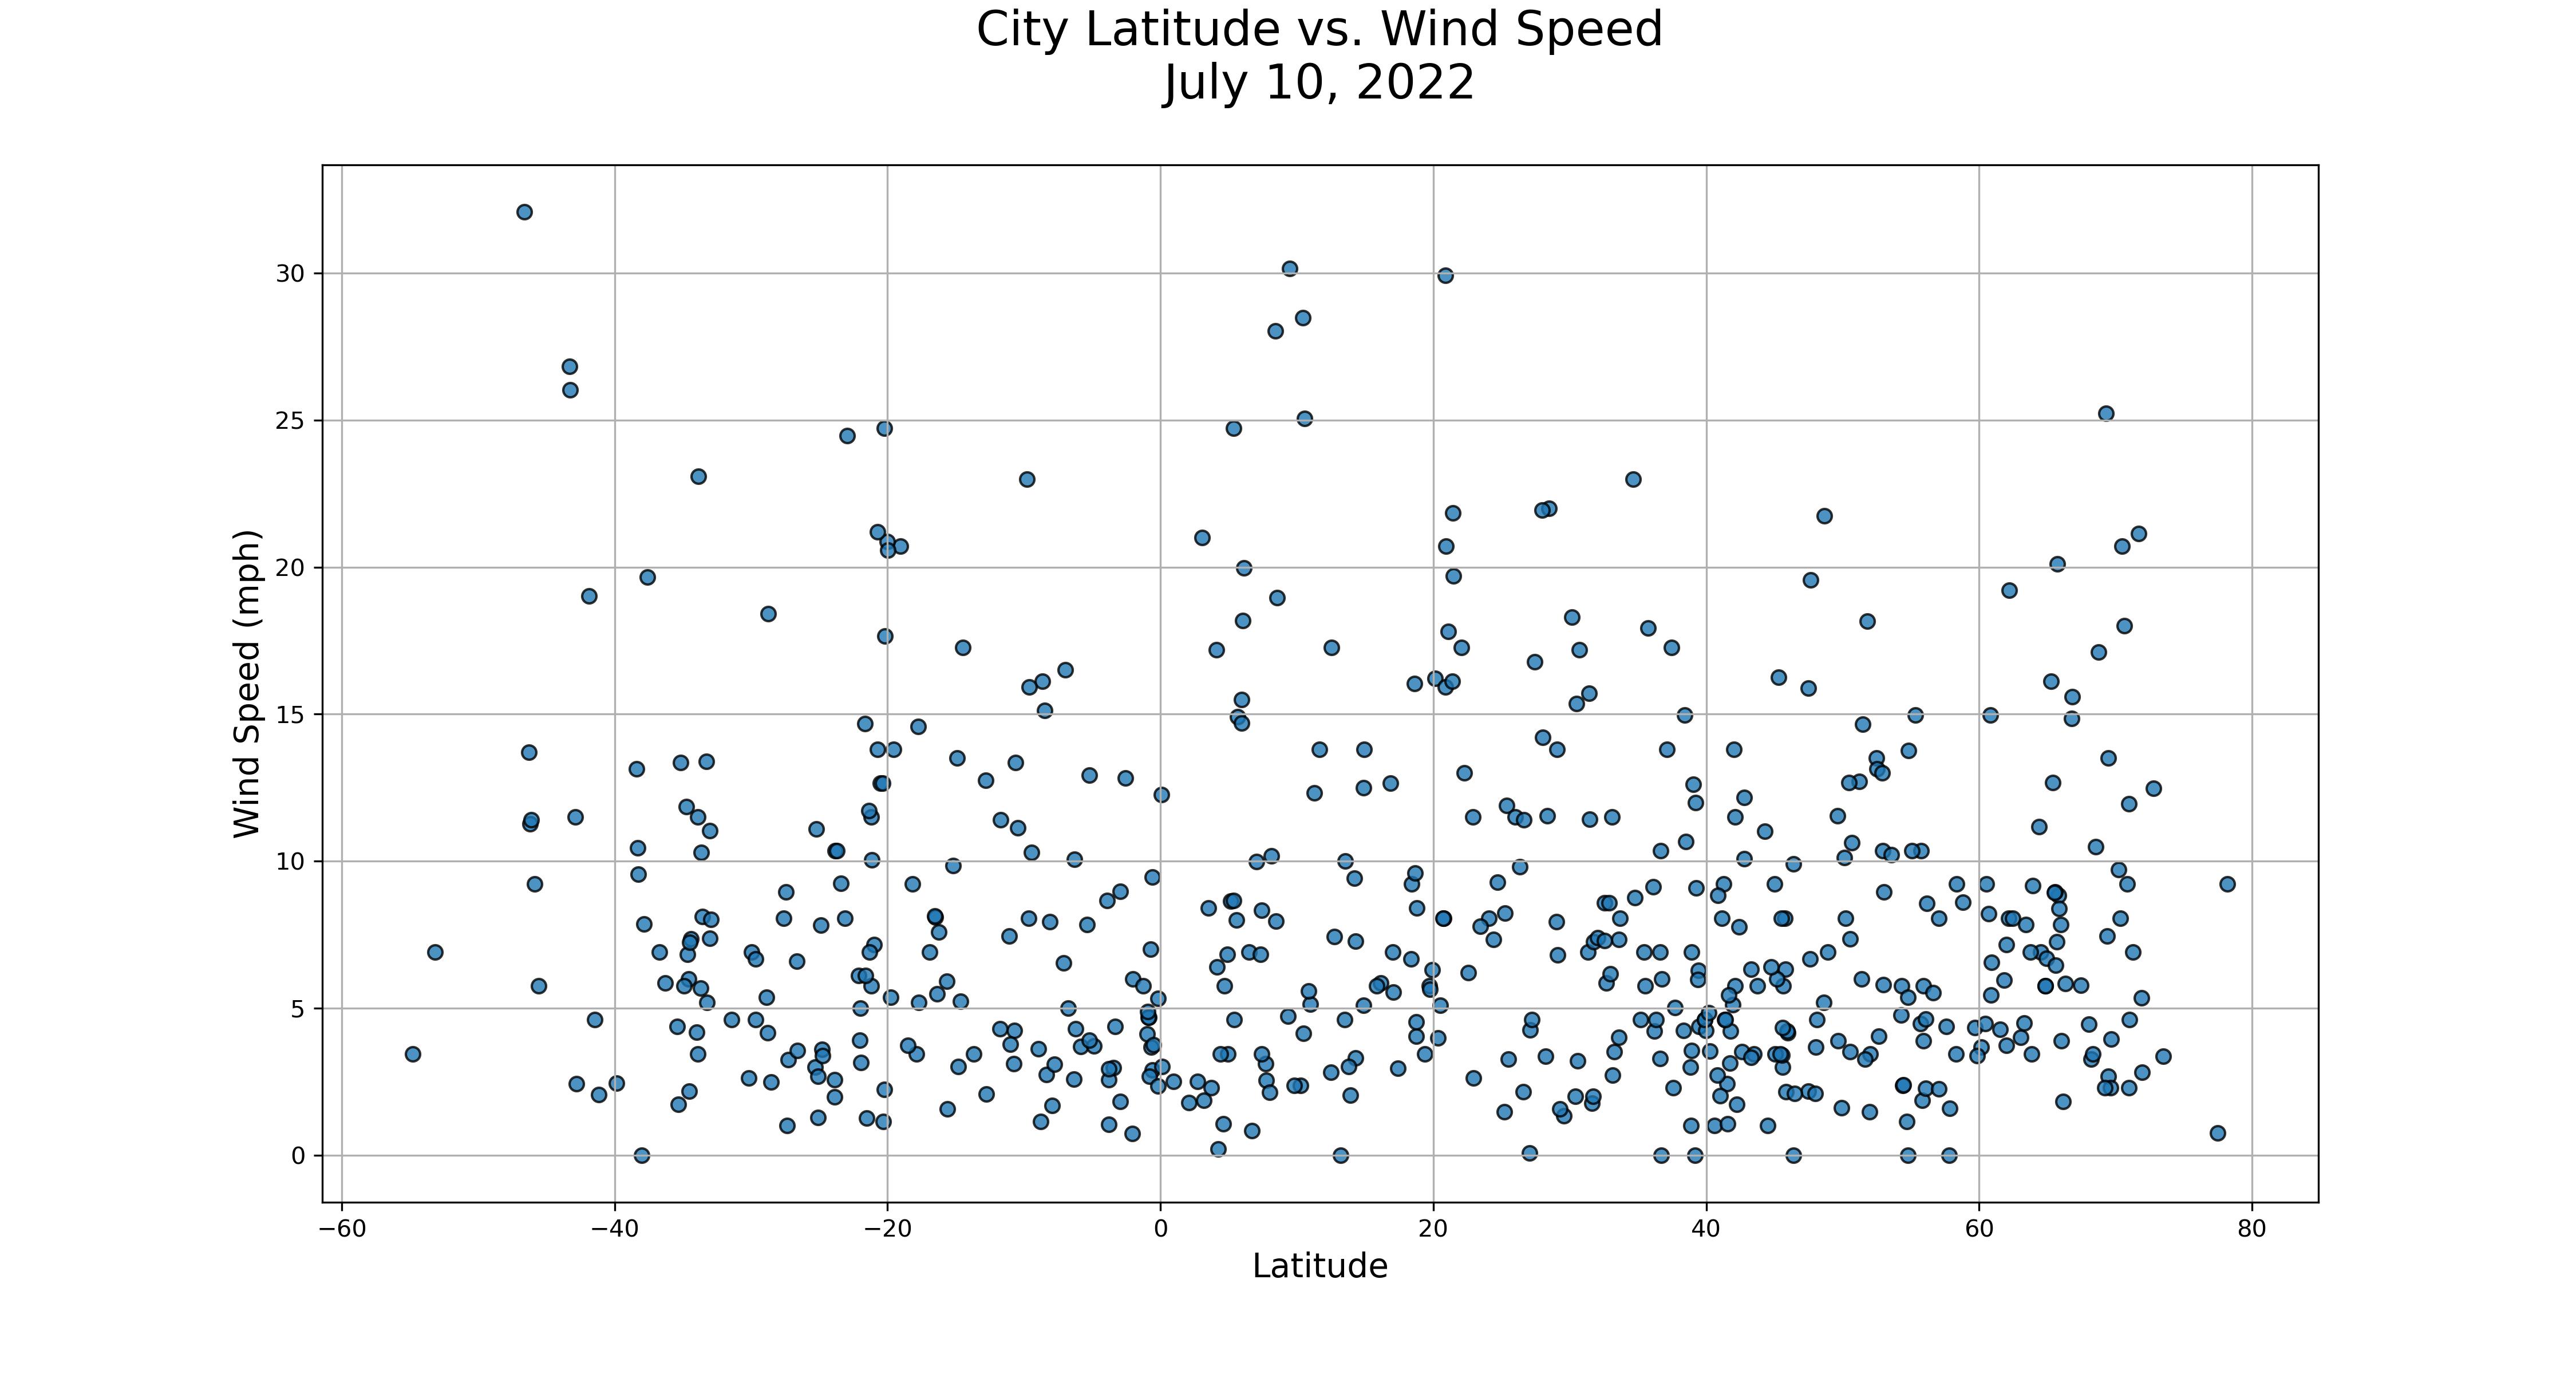 City Latitude vs. Wind Speed
July 10, 2022
Wind Speed (mph)
30
25
20
15
10
5
0
−60 −40 −20 0 20 40 60 80
Latitude